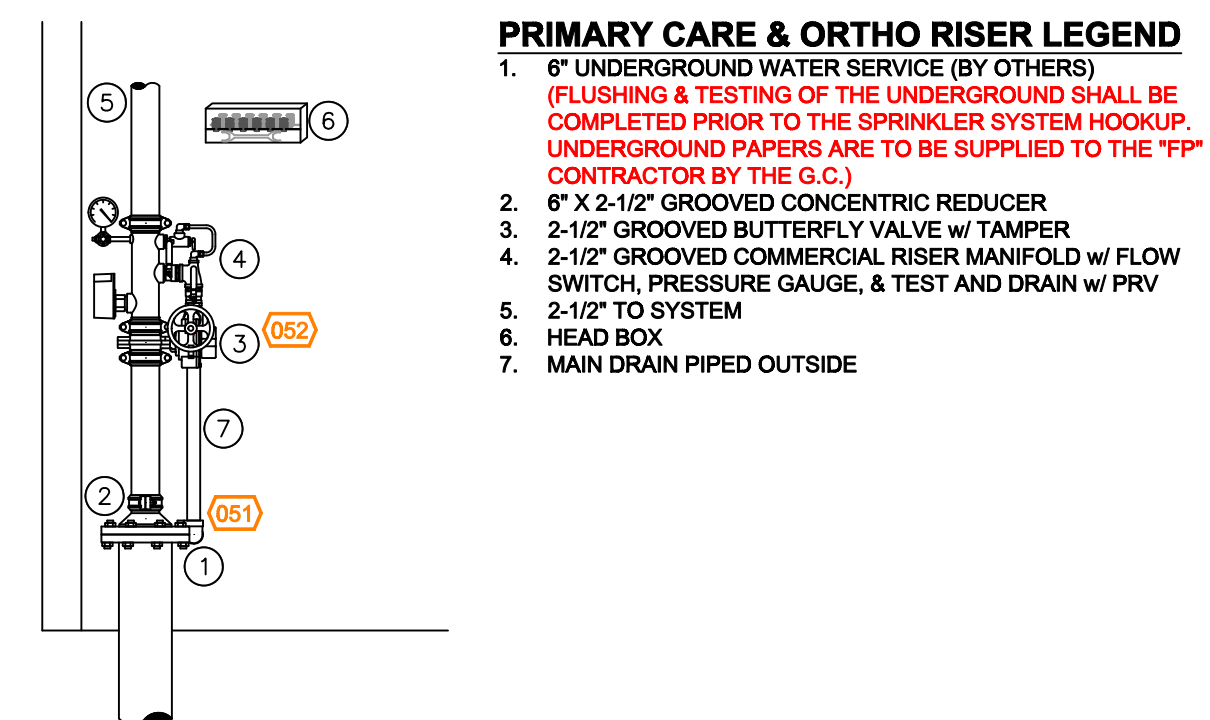 PRIMARY CARE & ORTHO RISER LEGEND
1. 6" UNDERGROUND WATER SERVICE (BY OTHERS)
(FLUSHING & TESTING OF THE UNDERGROUND SHALL BE
COMPLETED PRIOR TO THE SPRINKLER SYSTEM HOOKUP.
UNDERGROUND PAPERS ARE TO BE SUPPLIED TO THE "FP"
CONTRACTOR BY THE G.C.)
2. 6" X 2-1/2" GROOVED CONCENTRIC REDUCER
3. 2-1/2" GROOVED BUTTERFLY VALVE w/ TAMPER
4. 2-1/2" GROOVED COMMERCIAL RISER MANIFOLD w/ FLOW
SWITCH, PRESSURE GAUGE, & TEST AND DRAIN w/ PRV
5. 2-1/2" TO SYSTEM
6. HEAD BOX
7. MAIN DRAIN PIPED OUTSIDE
5
6
4
052
3
7
2
051
1